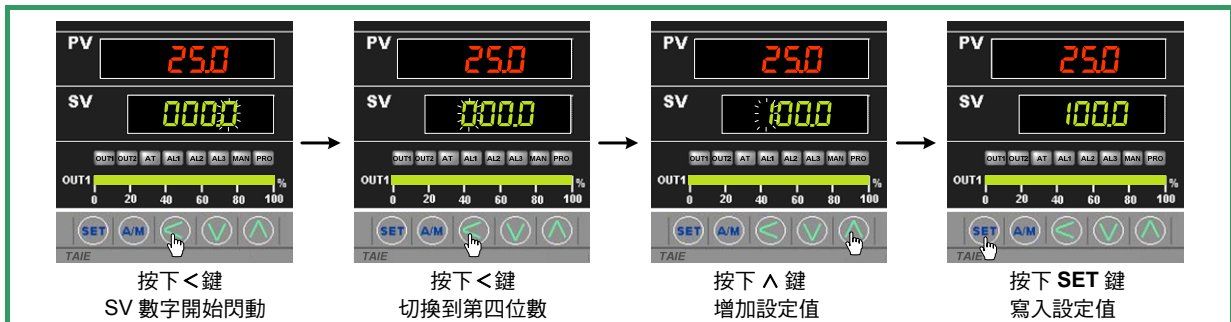 PV 25.0
SV 000.0
OUT1 OUT2 AT AL1 AL2 AL3 MAN PRO
OUT1 %
0 20 40 60 80 100
SET A/M < ∨ ∧
TAIE
按下<鍵
SV 數字開始閃動
PV 25.0
SV 000.0
OUT1 OUT2 AT AL1 AL2 AL3 MAN PRO
OUT1 %
0 20 40 60 80 100
SET A/M < ∨ ∧
TAIE
按下<鍵
切換到第四位數
PV 25.0
SV 100.0
OUT1 OUT2 AT AL1 AL2 AL3 MAN PRO
OUT1 %
0 20 40 60 80 100
SET A/M < ∨ ∧
TAIE
按下 ∧ 鍵
增加設定值
PV 25.0
SV 100.0
OUT1 OUT2 AT AL1 AL2 AL3 MAN PRO
OUT1 %
0 20 40 60 80 100
SET A/M < ∨ ∧
TAIE
按下 SET 鍵
寫入設定值